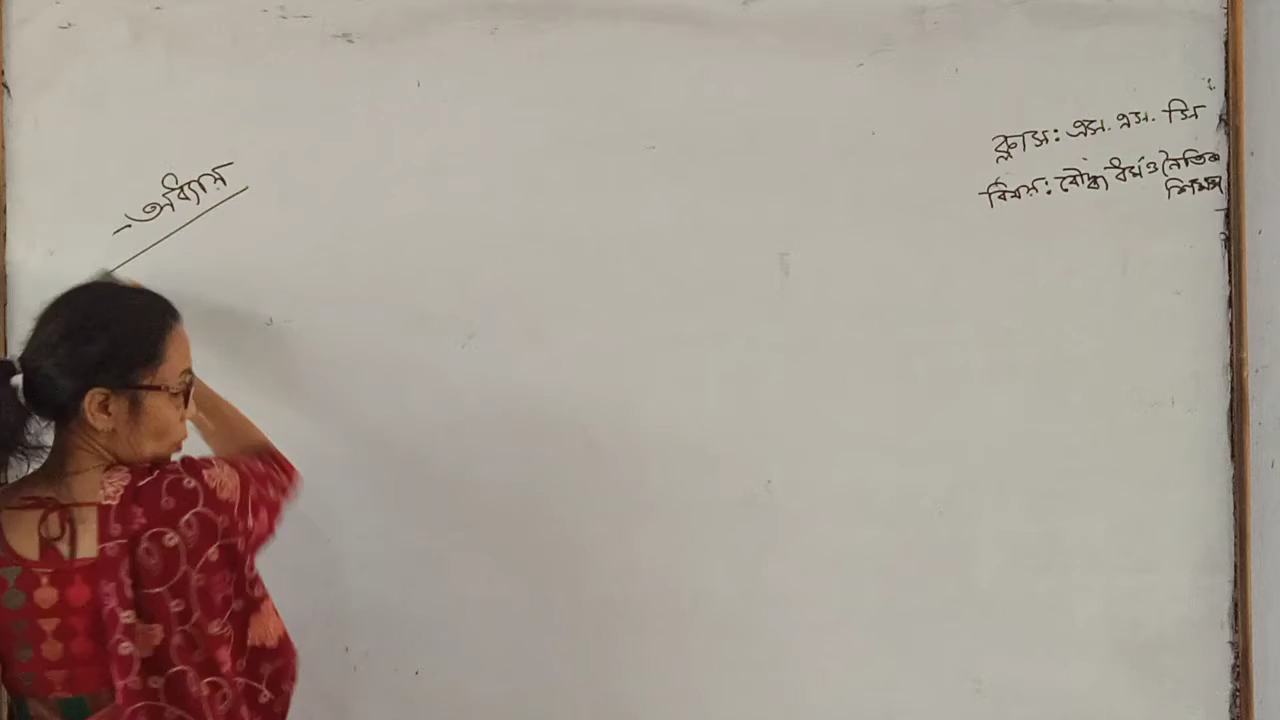 -অধ্যায়
ক্লাস: এস. এস. সি
বিষয়: বৌদ্ধ ধর্ম ও নৈতিক
শিক্ষা